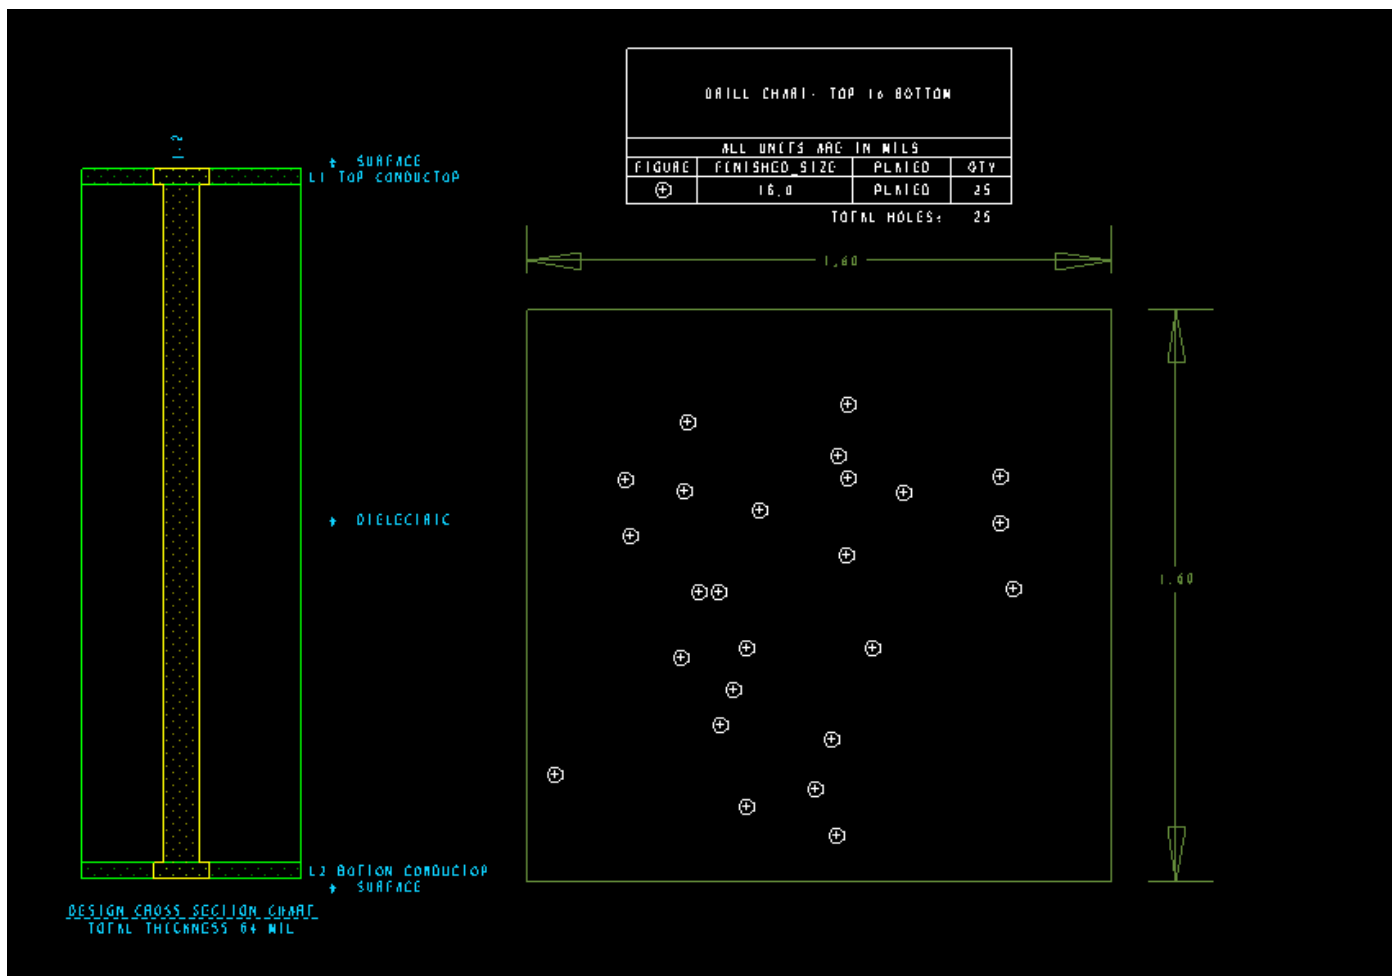 DRILL CHART: TOP to BOTTOM
ALL UNITS ARE IN MILS
FIGURE FINISHED_SIZE PLATED QTY
16.0 PLATED 25
TOTAL HOLES: 25
1:2
SURFACE
L1 TOP CONDUCTOR
1.60
DIELECTRIC
1.60
L2 BOTTOM CONDUCTOR
SURFACE
DESIGN CROSS SECTION CHART
TOTAL THICKNESS 64 MIL